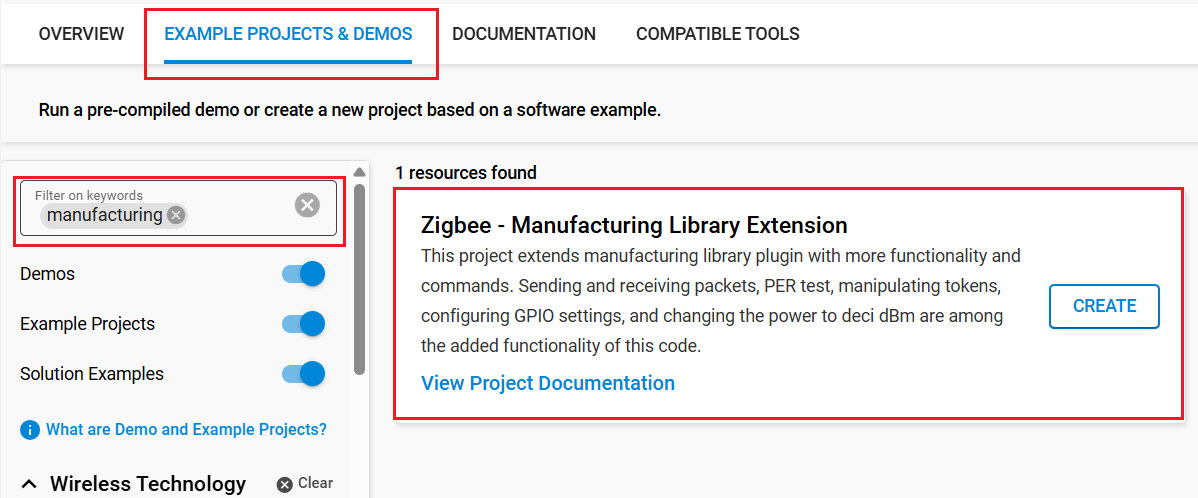 OVERVIEW EXAMPLE PROJECTS & DEMOS DOCUMENTATION COMPATIBLE TOOLS
Run a pre-compiled demo or create a new project based on a software example.
Filter on keywords
manufacturing
Demos
Example Projects
Solution Examples
What are Demo and Example Projects?
Wireless Technology Clear
1 resources found
Zigbee - Manufacturing Library Extension
This project extends manufacturing library plugin with more functionality and
commands. Sending and receiving packets, PER test, manipulating tokens,
configuring GPIO settings, and changing the power to deci dBm are among
the added functionality of this code.
View Project Documentation
CREATE